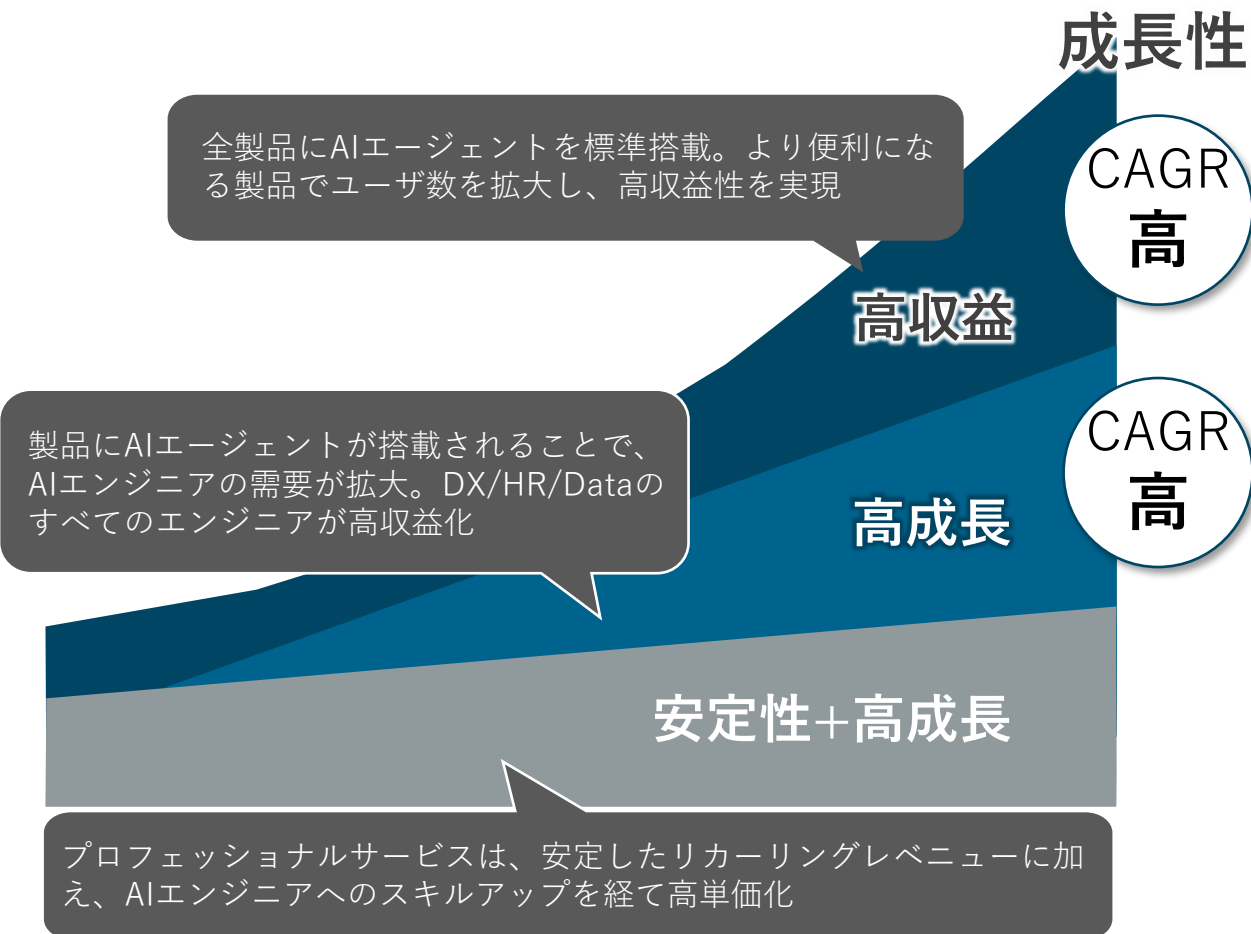 成長性
全製品にAIエージェントを標準搭載。より便利にな
る製品でユーザ数を拡大し、高収益性を実現
CAGR
高
高収益
製品にAIエージェントが搭載されることで、
AIエンジニアの需要が拡大。DX/HR/Dataの
すべてのエンジニアが高収益化
CAGR
高
高成長
安定性+高成長
プロフェッショナルサービスは、安定したリカーリングレベニューに加
え、AIエンジニアへのスキルアップを経て高単価化